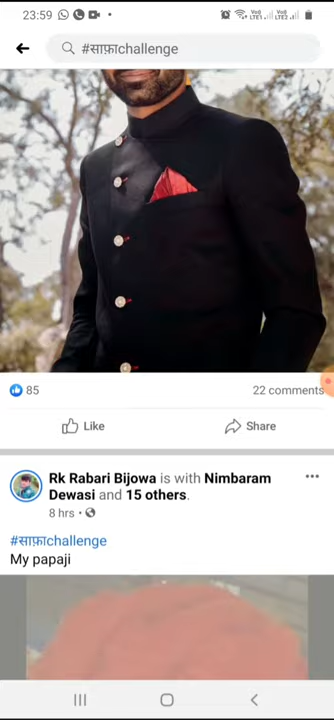 23:59
#साफ़ाchallenge
85
22 comments
Like
Share
Rk Rabari Bijowa is with Nimbaram
Dewasi and 15 others.
8 hrs
#साफ़ाchallenge
My papaji